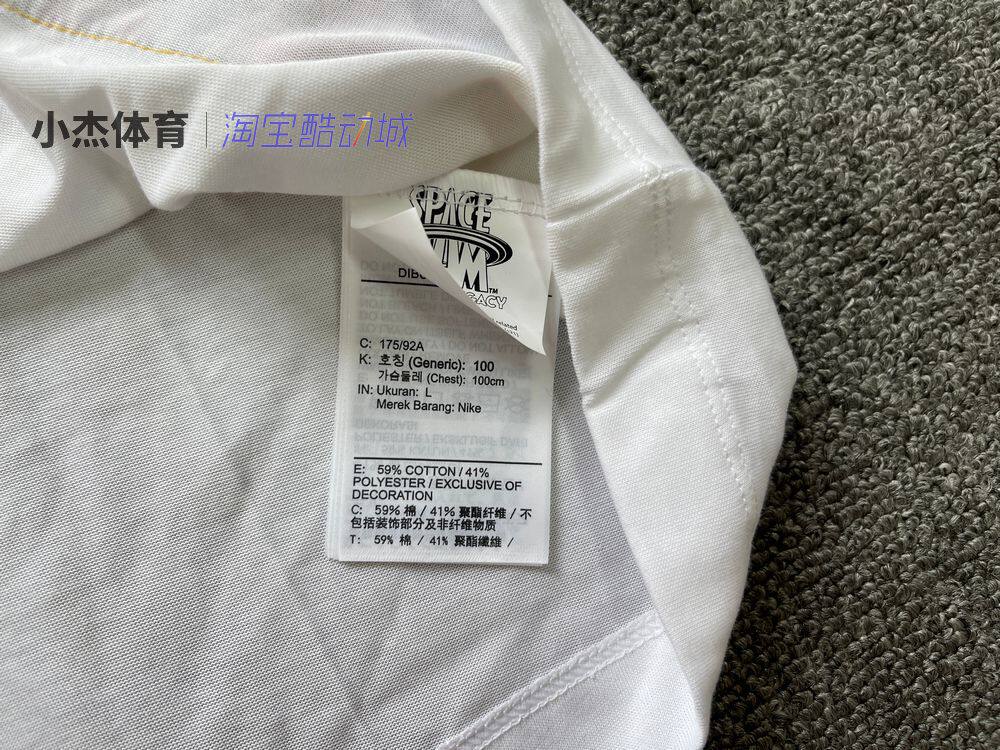 小杰体育 淘宝酷动城
SPACE
TM
GACY
related
C: 175/92A
K: 호칭 (Generic): 100
가슴둘레 (Chest): 100cm
IN: Ukuran: L
Merek Barang: Nike
E: 59% COTTON / 41%
POLYESTER / EXCLUSIVE OF
DECORATION
C: 59% 棉 / 41% 聚酯纤维 / 不
包括装饰部分及非纤维物质
T: 59% 棉 / 41% 聚酯纖維 /